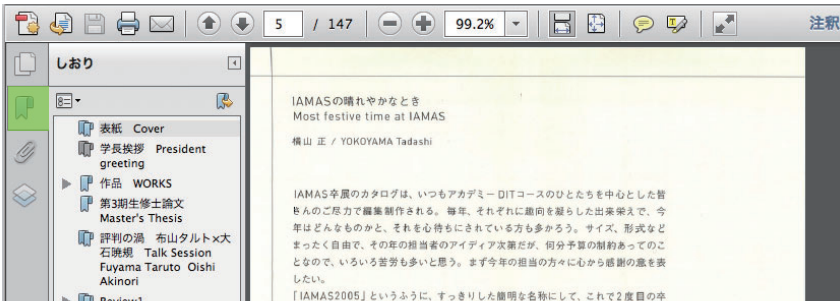 5 / 147
99.2%
注釈
しおり
表紙 Cover
学長挨拶 President
greeting
作品 WORKS
第3期生修士論文
Master's Thesis
評判の渦 布山タルト×大
石暁規 Talk Session
Fuyama Taruto Oishi
Akinori
Review1
IAMASの晴れやかなとき
Most festive time at IAMAS
横山 正 / YOKOYAMA Tadashi
IAMAS卒展のカタログは、いつもアカデミーDITコースのひとたちを中心とした皆
さんのご尽力で編集制作される。毎年、それぞれに趣向を凝らした出来栄えで、今
年はどんなものかと、それを心待ちにされている方も多かろう。サイズ、形式など
まったく自由で、その年の担当者のアイディア次第だが、何分予算の制約あってのこ
となので、いろいろ苦労も多いと思う。まず今年の担当の方々に心から感謝の意を表
したい。
「IAMAS2005」というふうに、すっきりした簡明な名称にして、これで2度目の卒